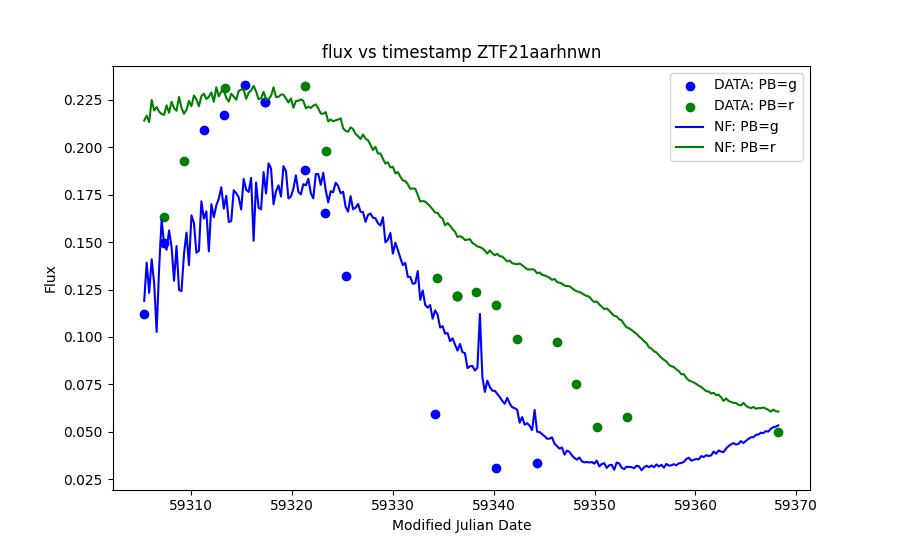 flux vs timestamp ZTF21aarhnwn
DATA: PB=g
DATA: PB=r
NF: PB=g
NF: PB=r
Flux
0.225
0.200
0.175
0.150
0.125
0.100
0.075
0.050
0.025
59310 59320 59330 59340 59350 59360 59370
Modified Julian Date